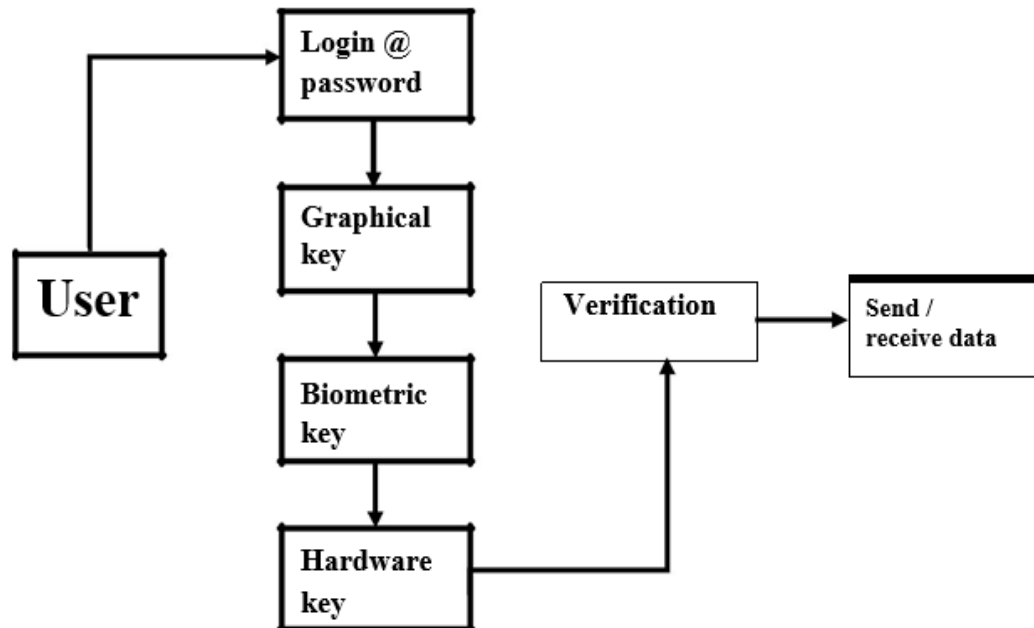 Login @
password
Graphical
key
User
Biometric
key
Hardware
key
Verification
Send /
receive data